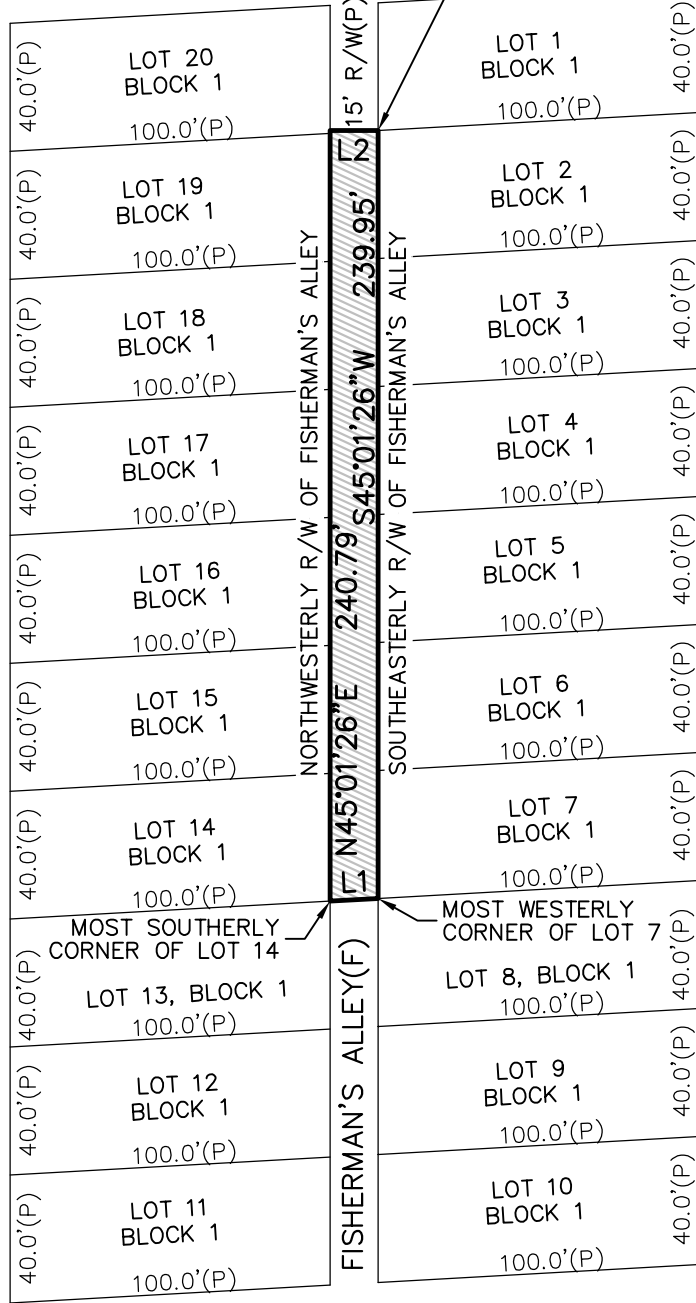 15' R/W(P)
40.0'(P)
LOT 20
BLOCK 1
100.0'(P)
LOT 1
BLOCK 1
100.0'(P)
40.0'(P)
L2
40.0'(P)
LOT 19
BLOCK 1
100.0'(P)
LOT 2
BLOCK 1
100.0'(P)
40.0'(P)
239.95'
S45°01'26"W
NORTHWESTERLY R/W OF FISHERMAN'S ALLEY
SOUTHEASTERLY R/W OF FISHERMAN'S ALLEY
40.0'(P)
LOT 18
BLOCK 1
100.0'(P)
LOT 3
BLOCK 1
100.0'(P)
40.0'(P)
40.0'(P)
LOT 17
BLOCK 1
100.0'(P)
LOT 4
BLOCK 1
100.0'(P)
40.0'(P)
240.79'
N45°01'26"E
40.0'(P)
LOT 16
BLOCK 1
100.0'(P)
LOT 5
BLOCK 1
100.0'(P)
40.0'(P)
40.0'(P)
LOT 15
BLOCK 1
100.0'(P)
LOT 6
BLOCK 1
100.0'(P)
40.0'(P)
40.0'(P)
LOT 14
BLOCK 1
100.0'(P)
LOT 7
BLOCK 1
100.0'(P)
40.0'(P)
L1
MOST SOUTHERLY
CORNER OF LOT 14
MOST WESTERLY
CORNER OF LOT 7
40.0'(P)
LOT 13, BLOCK 1
100.0'(P)
LOT 8, BLOCK 1
100.0'(P)
40.0'(P)
FISHERMAN'S ALLEY(F)
40.0'(P)
LOT 12
BLOCK 1
100.0'(P)
LOT 9
BLOCK 1
100.0'(P)
40.0'(P)
40.0'(P)
LOT 11
BLOCK 1
100.0'(P)
LOT 10
BLOCK 1
100.0'(P)
40.0'(P)